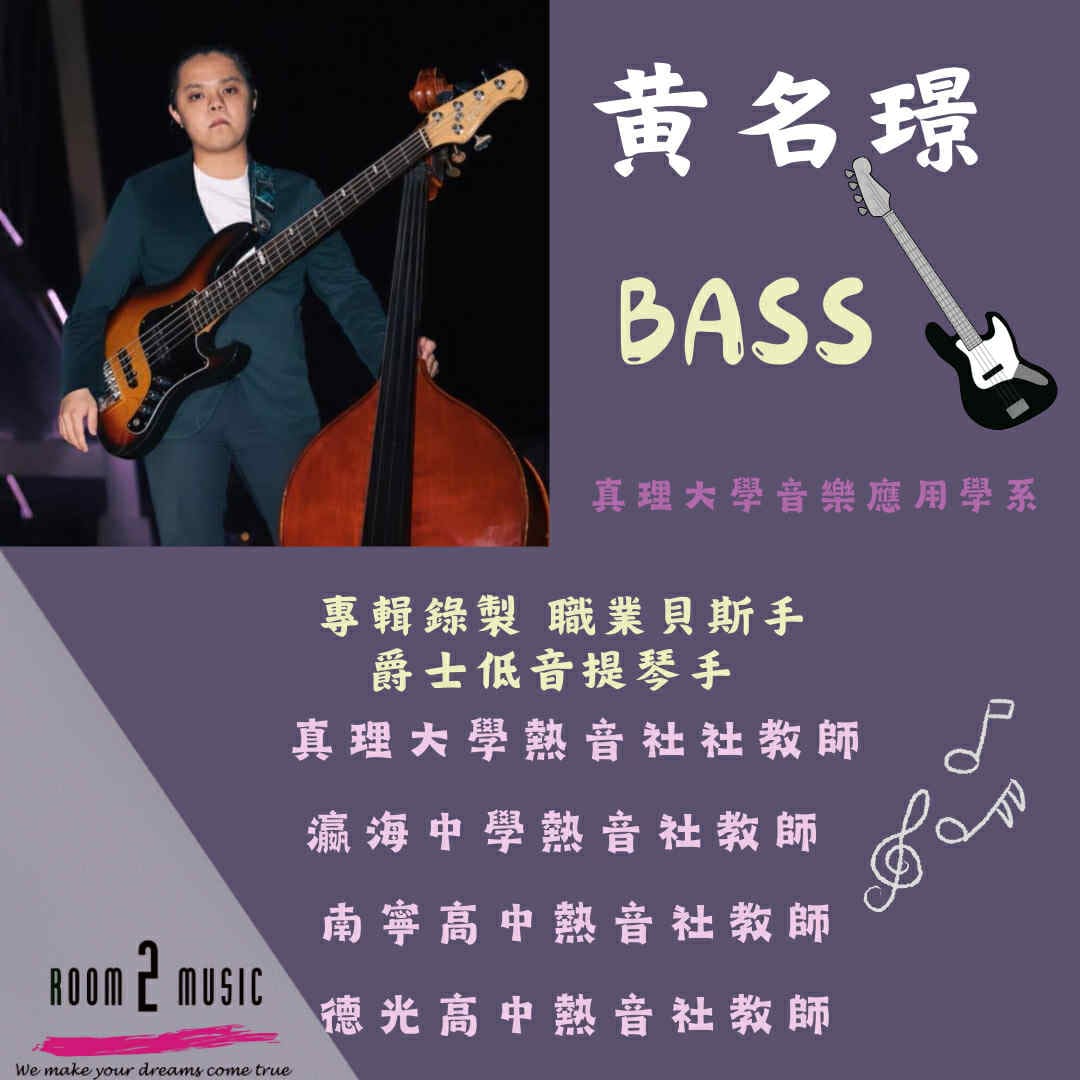 黄名璟
BASS
真理大學音樂應用學系
專輯錄製 職業貝斯手
爵士低音提琴手
真理大學熱音社社教師
瀛海中學熱音社教師
南寧高中熱音社教師
德光高中熱音社教師
ROOM 2 MUSIC
We make your dreams come true